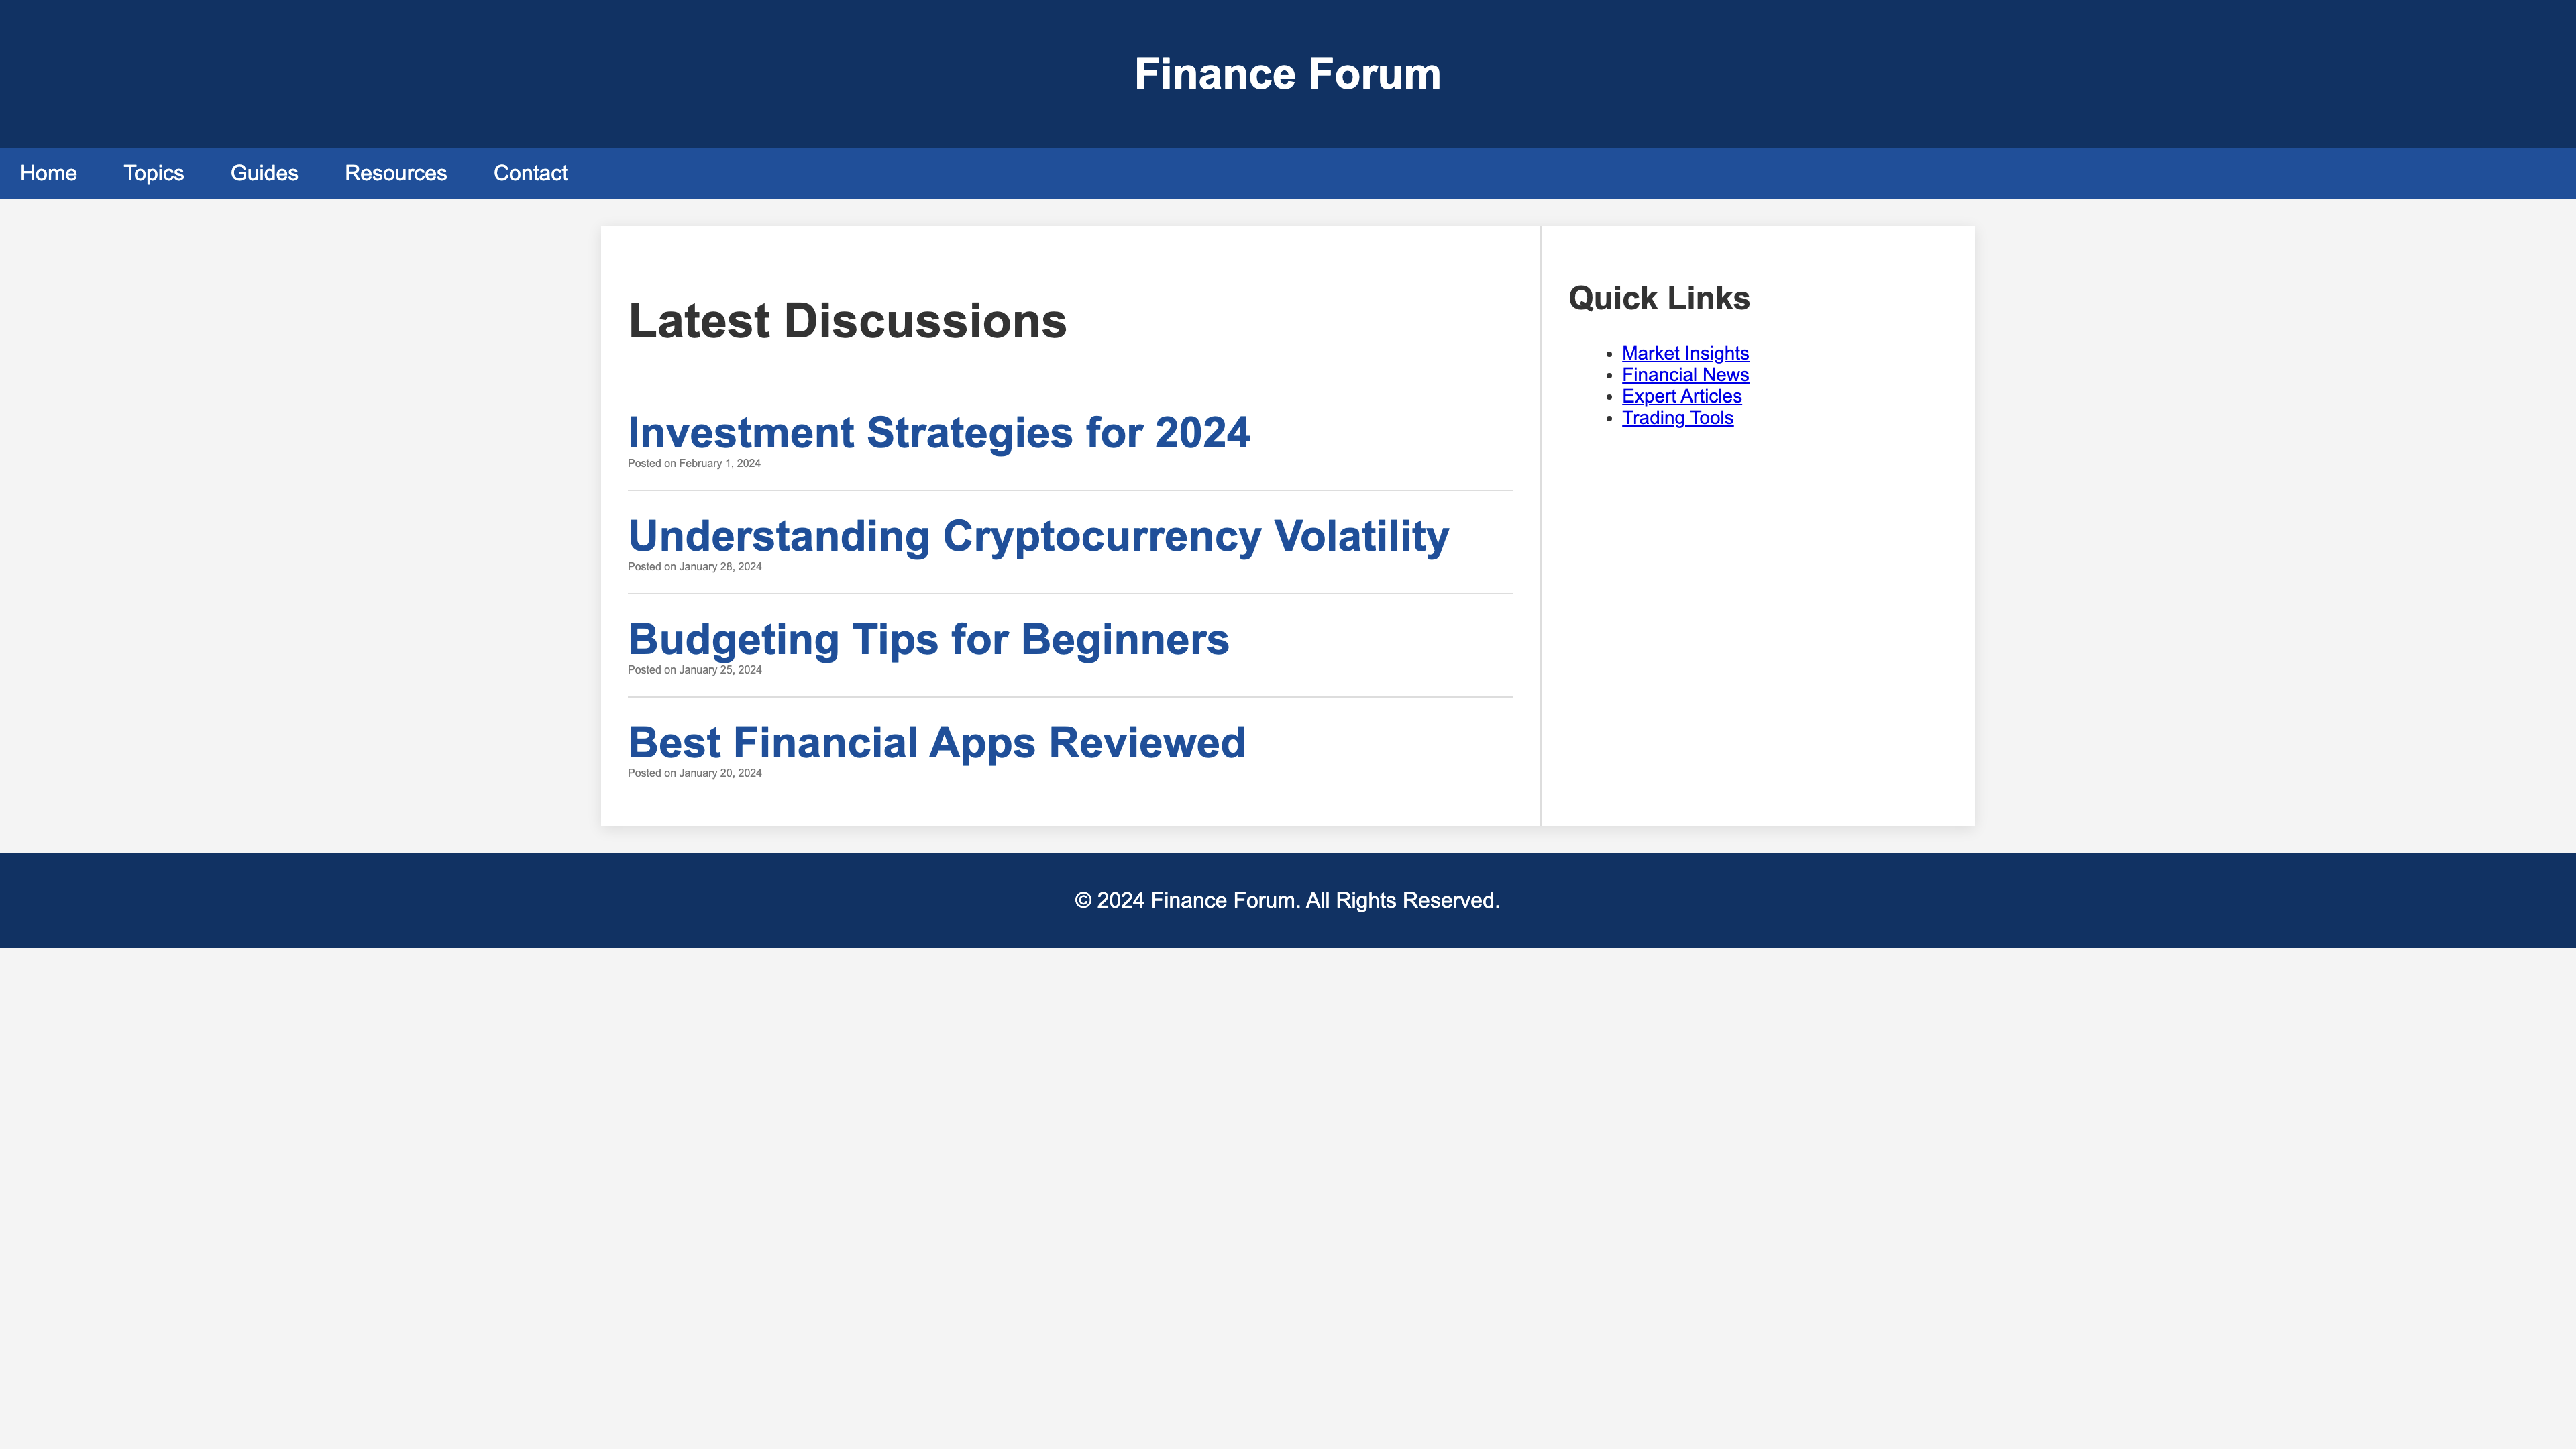 Finance Forum
Home Topics Guides Resources Contact
Latest Discussions
Investment Strategies for 2024
Posted on February 1, 2024
Understanding Cryptocurrency Volatility
Posted on January 28, 2024
Budgeting Tips for Beginners
Posted on January 25, 2024
Best Financial Apps Reviewed
Posted on January 20, 2024
Quick Links
Market Insights
Financial News
Expert Articles
Trading Tools
© 2024 Finance Forum. All Rights Reserved.